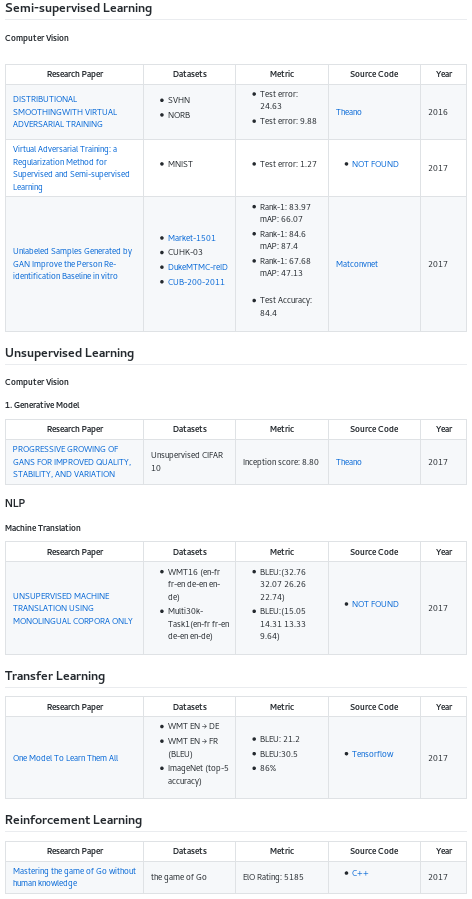 Semi-supervised Learning
Computer Vision
Research Paper Datasets Metric Source Code Year
DISTRIBUTIONAL
SMOOTHINGWITH VIRTUAL
ADVERSARIAL TRAINING
SVHN
NORB
Test error:
24.63
Test error: 9.88
Theano
2016
Virtual Adversarial Training: a
Regularization Method for
Supervised and Semi-supervised
Learning
MNIST
Test error: 1.27
NOT FOUND
2017
Unlabeled Samples Generated by
GAN Improve the Person Re-
identification Baseline in vitro
Market-1501
CUHK-03
DukeMTMC-reID
CUB-200-2011
Rank-1: 83.97
mAP: 66.07
Rank-1: 84.6
mAP: 87.4
Rank-1: 67.68
mAP: 47.13
Test Accuracy:
84.4
Matconvnet
2017
Unsupervised Learning
Computer Vision
1. Generative Model
Research Paper Datasets Metric Source Code Year
PROGRESSIVE GROWING OF
GANS FOR IMPROVED QUALITY,
STABILITY, AND VARIATION
Unsupervised CIFAR
10
Inception score: 8.80
Theano
2017
NLP
Machine Translation
Research Paper Datasets Metric Source Code Year
UNSUPERVISED MACHINE
TRANSLATION USING
MONOLINGUAL CORPORA ONLY
WMT16 (en-fr
fr-en de-en en-
de)
Multi30k-
Task1(en-fr fr-en
de-en en-de)
BLEU:(32.76
32.07 26.26
22.74)
BLEU:(15.05
14.31 13.33
9.64)
NOT FOUND
2017
Transfer Learning
Research Paper Datasets Metric Source Code Year
One Model To Learn Them All
WMT EN → DE
WMT EN → FR
(BLEU)
ImageNet (top-5
accuracy)
BLEU: 21.2
BLEU:30.5
86%
Tensorflow
2017
Reinforcement Learning
Research Paper Datasets Metric Source Code Year
Mastering the game of Go without
human knowledge
the game of Go
ElO Rating: 5185
C++
2017